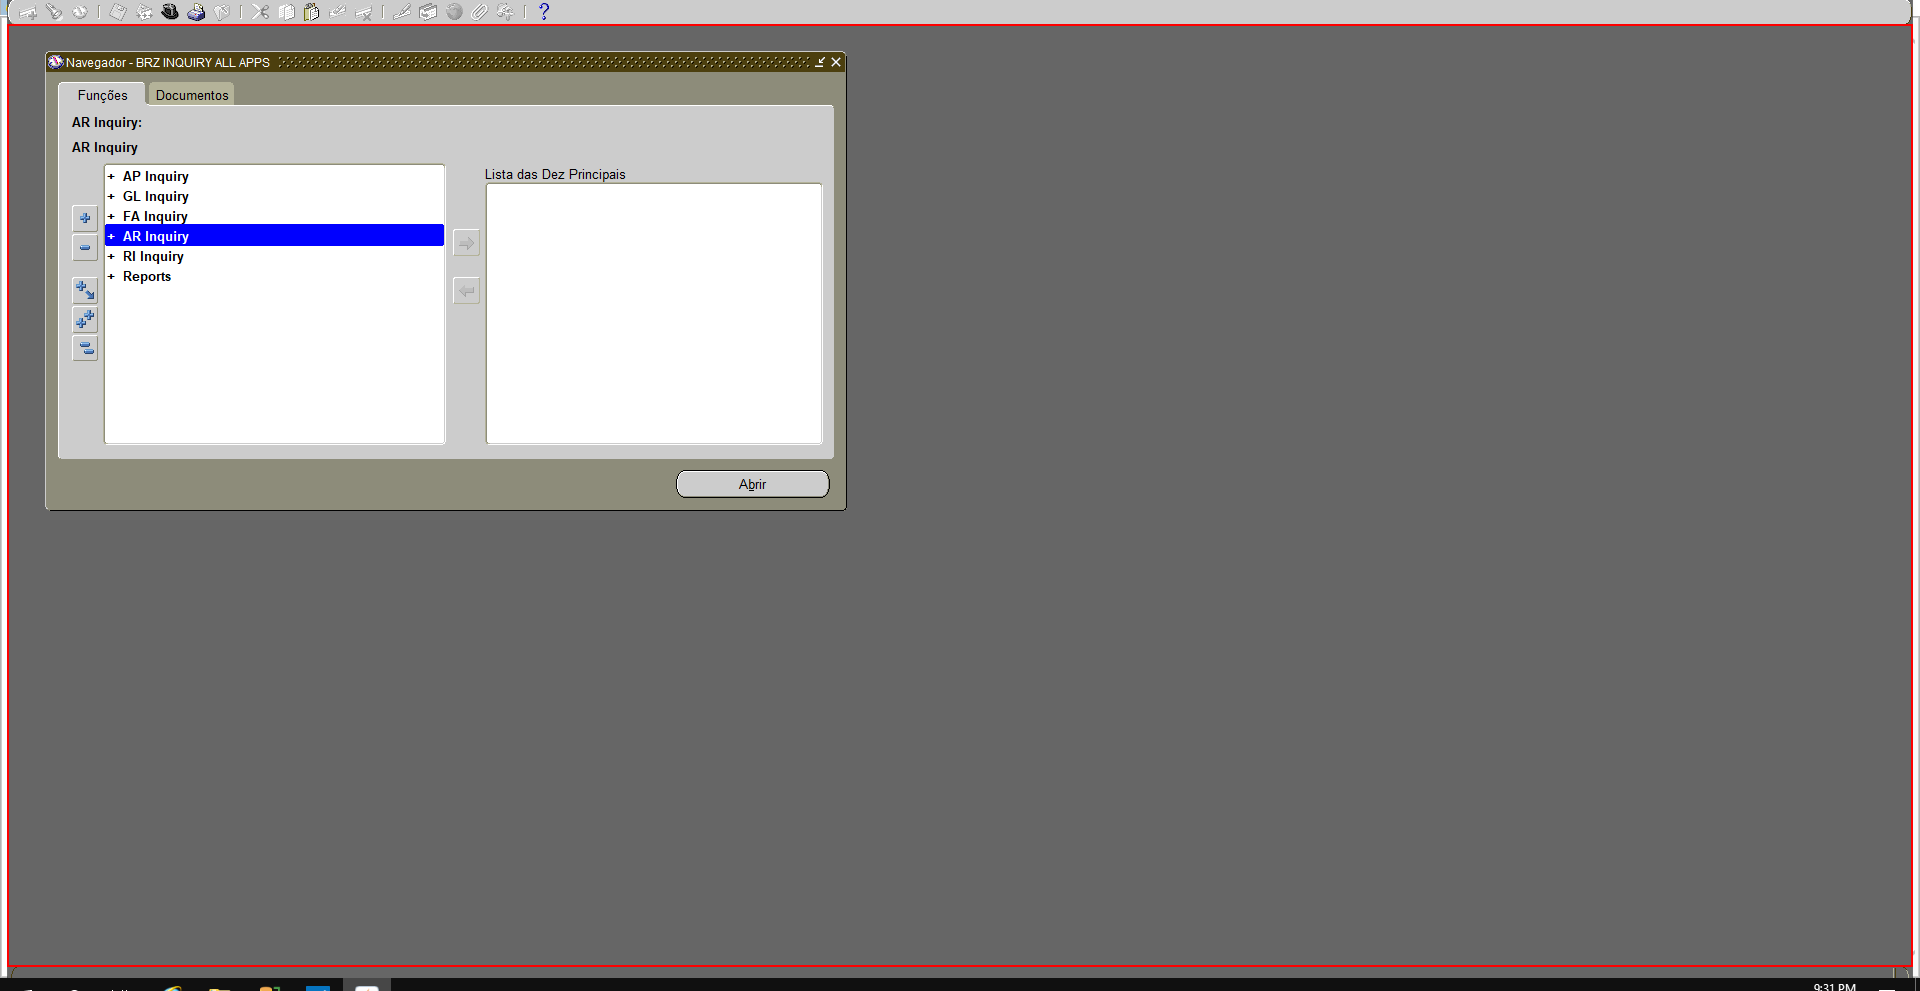 Navegador - BRZ INQUIRY ALL APPS
Funções
Documentos
AR Inquiry:
AR Inquiry
+ AP Inquiry
+ GL Inquiry
+ FA Inquiry
+ AR Inquiry
+ RI Inquiry
+ Reports
Lista das Dez Principais
Abrir
9:31 PM